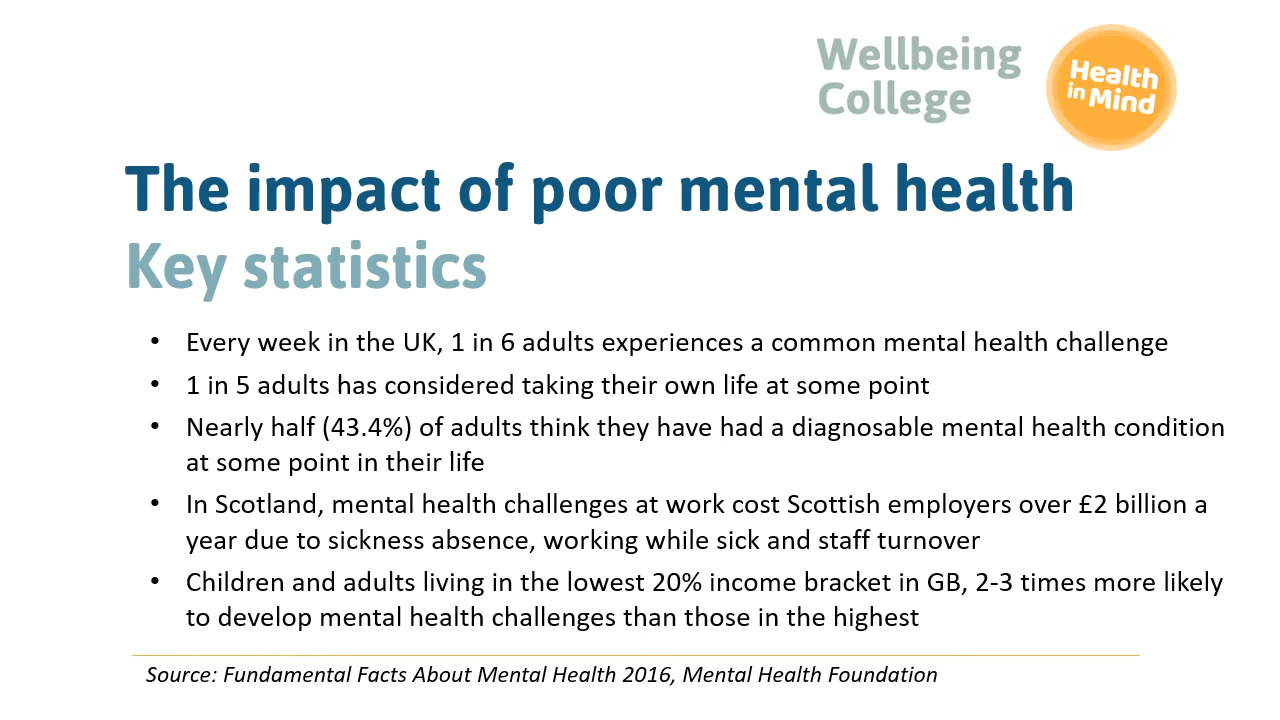 Wellbeing
College
Health
in Mind
The impact of poor mental health
Key statistics
• Every week in the UK, 1 in 6 adults experiences a common mental health challenge
• 1 in 5 adults has considered taking their own life at some point
• Nearly half (43.4%) of adults think they have had a diagnosable mental health condition
at some point in their life
• In Scotland, mental health challenges at work cost Scottish employers over £2 billion a
year due to sickness absence, working while sick and staff turnover
• Children and adults living in the lowest 20% income bracket in GB, 2-3 times more likely
to develop mental health challenges than those in the highest
Source: Fundamental Facts About Mental Health 2016, Mental Health Foundation